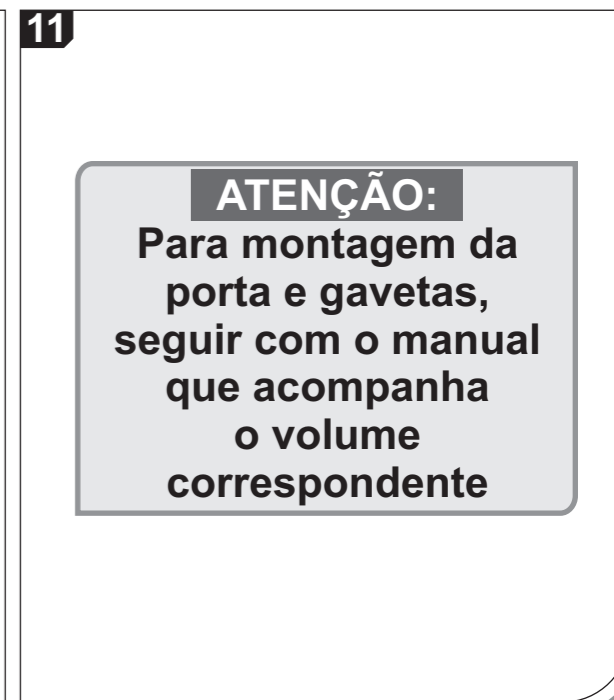 11
ATENÇÃO:
Para montagem da
porta e gavetas,
seguir com o manual
que acompanha
o volume
correspondente